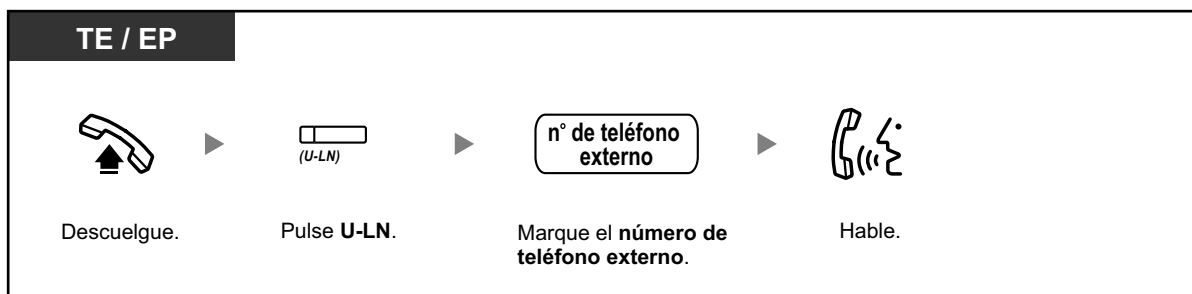 TE / EP
(U-LN)
n° de teléfono
externo
Descuelgue.
Pulse U-LN.
Marque el número de
teléfono externo.
Hable.